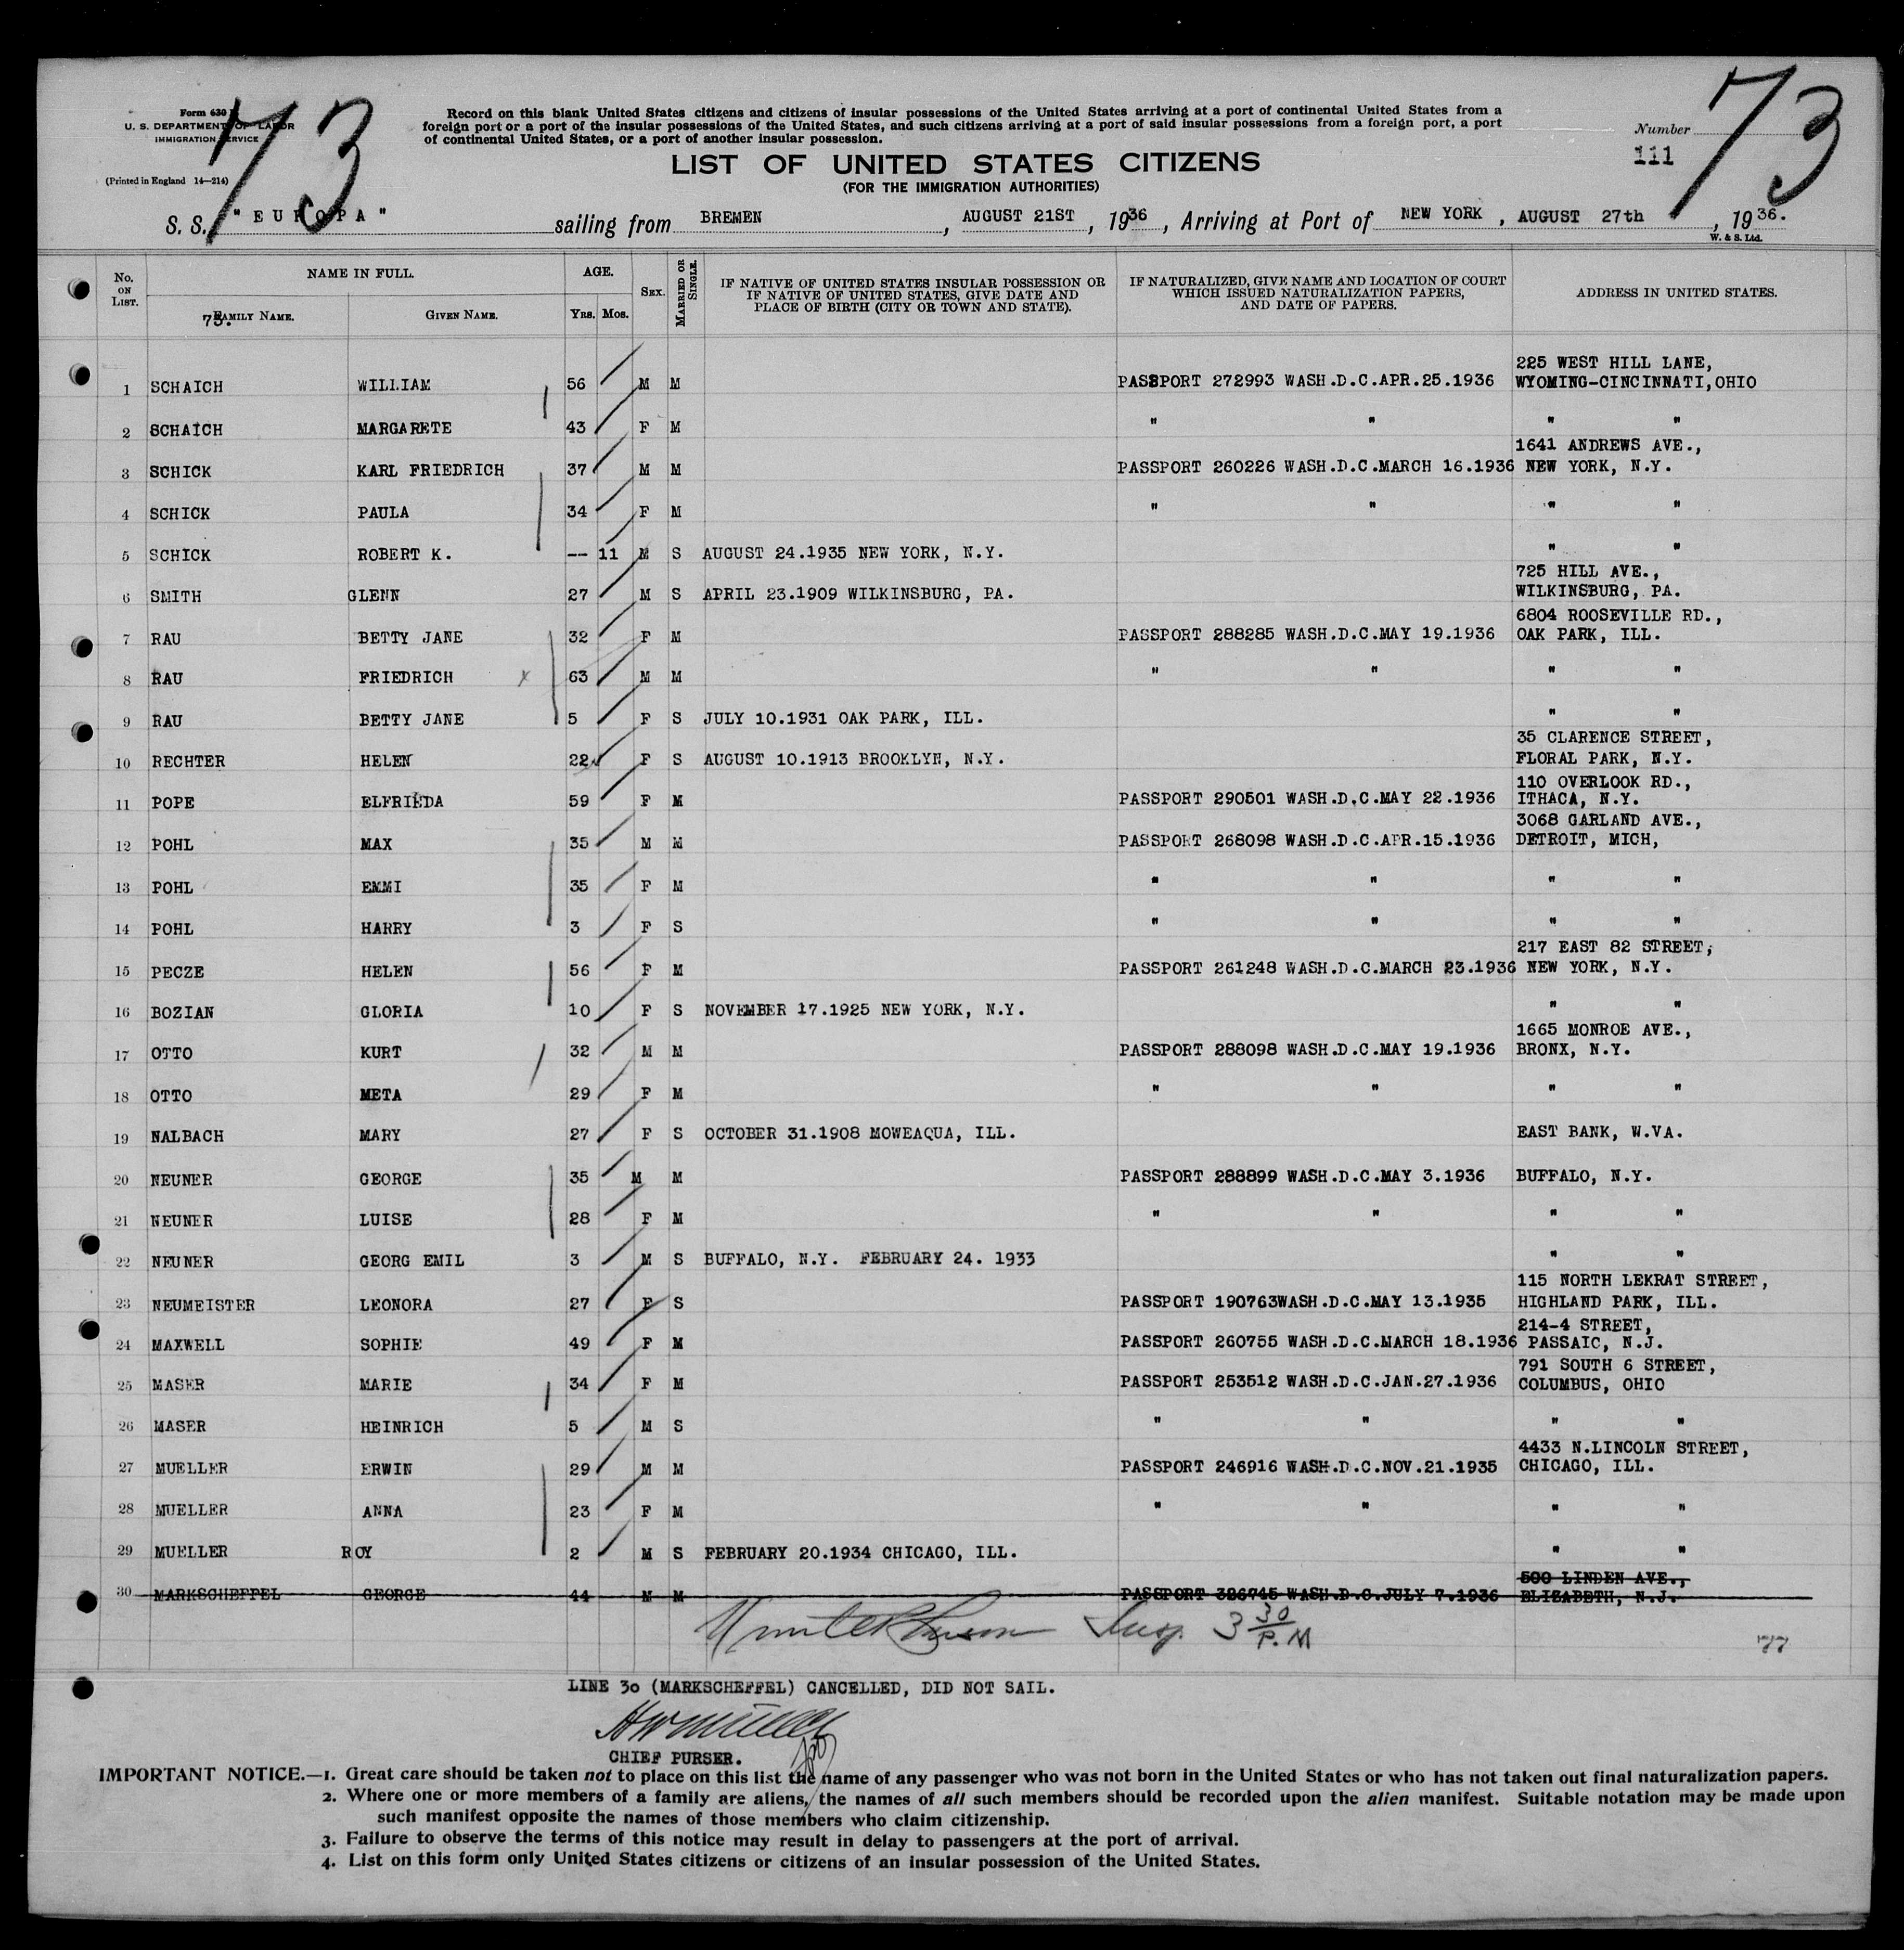 73
73
Form 630
U. S. DEPARTMENT OF LABOR
IMMIGRATION SERVICE
(Printed in England 14—214)
Record on this blank United States citizens and citizens of insular possessions of the United States arriving at a port of continental United States from a
foreign port or a port of the insular possessions of the United States, and such citizens arriving at a port of said insular possessions from a foreign port, a port
of continental United States, or a port of another insular possession.
Number
111
LIST OF UNITED STATES CITIZENS
(FOR THE IMMIGRATION AUTHORITIES)
S. S. "EUROPA" sailing from BREMEN, AUGUST 21ST, 1936, Arriving at Port of NEW YORK, AUGUST 27th, 1936.
W. & S. Ltd.
No. ON LIST. NAME IN FULL. AGE. SEX. MARRIED OR SINGLE. IF NATIVE OF UNITED STATES INSULAR POSSESSION OR IF NATIVE OF UNITED STATES, GIVE DATE AND PLACE OF BIRTH (CITY OR TOWN AND STATE). IF NATURALIZED, GIVE NAME AND LOCATION OF COURT WHICH ISSUED NATURALIZATION PAPERS, AND DATE OF PAPERS. ADDRESS IN UNITED STATES.
73. FAMILY NAME. GIVEN NAME. Yrs. Mos.
225 WEST HILL LANE,
1 SCHAICH WILLIAM 56 M M PASSPORT 272993 WASH.D.C.APR.25.1936 WYOMING-CINCINNATI,OHIO
2 SCHAICH MARGARETE 43 F M " " " "
1641 ANDREWS AVE.,
3 SCHICK KARL FRIEDRICH 37 M M PASSPORT 260226 WASH.D.C.MARCH 16.1936 NEW YORK, N.Y.
4 SCHICK PAULA 34 F M " " " "
5 SCHICK ROBERT K. -- 11 M S AUGUST 24.1935 NEW YORK, N.Y. " "
725 HILL AVE.,
6 SMITH GLENN 27 M S APRIL 23.1909 WILKINSBURG, PA. WILKINSBURG, PA.
6804 ROOSEVILLE RD.,
7 RAU BETTY JANE 32 F M PASSPORT 288285 WASH.D.C.MAY 19.1936 OAK PARK, ILL.
8 RAU FRIEDRICH x 63 M M " " " "
9 RAU BETTY JANE 5 F S JULY 10.1931 OAK PARK, ILL. " "
35 CLARENCE STREET,
10 RECHTER HELEN 22 F S AUGUST 10.1913 BROOKLYN, N.Y. FLORAL PARK, N.Y.
110 OVERLOOK RD.,
11 POPE ELFRIEDA 59 F M PASSPORT 290501 WASH.D.C.MAY 22.1936 ITHACA, N.Y.
3068 GARLAND AVE.,
12 POHL MAX 35 M M PASSPORT 268098 WASH.D.C.APR.15.1936 DETROIT, MICH,
13 POHL EMMI 35 F M " " " "
14 POHL HARRY 3 F S " " " "
217 EAST 82 STREET,
15 PECZE HELEN 56 F M PASSPORT 261248 WASH.D.C.MARCH 23.1936 NEW YORK, N.Y.
16 BOZIAN GLORIA 10 F S NOVEMBER 17.1925 NEW YORK, N.Y. " "
1665 MONROE AVE.,
17 OTTO KURT 32 M M PASSPORT 288098 WASH.D.C.MAY 19.1936 BRONX, N.Y.
18 OTTO META 29 F M " " " "
19 NALBACH MARY 27 F S OCTOBER 31.1908 MOWEAQUA, ILL. EAST BANK, W.VA.
20 NEUNER GEORGE 35 M M PASSPORT 288899 WASH.D.C.MAY 3.1936 BUFFALO, N.Y.
21 NEUNER LUISE 28 F M " " " "
22 NEUNER GEORG EMIL 3 M S BUFFALO, N.Y. FEBRUARY 24. 1933 " "
115 NORTH LEKRAT STREET,
23 NEUMEISTER LEONORA 27 F S PASSPORT 190763WASH.D.C.MAY 13.1935 HIGHLAND PARK, ILL.
214-4 STREET,
24 MAXWELL SOPHIE 49 F M PASSPORT 260755 WASH.D.C.MARCH 18.1936 PASSAIC, N.J.
791 SOUTH 6 STREET,
25 MASER MARIE 34 F M PASSPORT 253512 WASH.D.C.JAN.27.1936 COLUMBUS, OHIO
26 MASER HEINRICH 5 M S " " " "
4433 N.LINCOLN STREET,
27 MUELLER ERWIN 29 M M PASSPORT 246916 WASH.D.C.NOV.21.1935 CHICAGO, ILL.
28 MUELLER ANNA 23 F M " " " "
29 MUELLER ROY 2 M S FEBRUARY 20.1934 CHICAGO, ILL. " "
500 LINDEN AVE.,
30 MARKSCHEFFEL GEORGE 44 M M PASSPORT 326745 WASH.D.C.JULY 7.1936 ELIZABETH, N.J.
Insp. 3 30 P.M
77
LINE 30 (MARKSCHEFFEL) CANCELLED, DID NOT SAIL.
CHIEF PURSER.
IMPORTANT NOTICE.—1. Great care should be taken not to place on this list the name of any passenger who was not born in the United States or who has not taken out final naturalization papers.
2. Where one or more members of a family are aliens, the names of all such members should be recorded upon the alien manifest. Suitable notation may be made upon
such manifest opposite the names of those members who claim citizenship.
3. Failure to observe the terms of this notice may result in delay to passengers at the port of arrival.
4. List on this form only United States citizens or citizens of an insular possession of the United States.